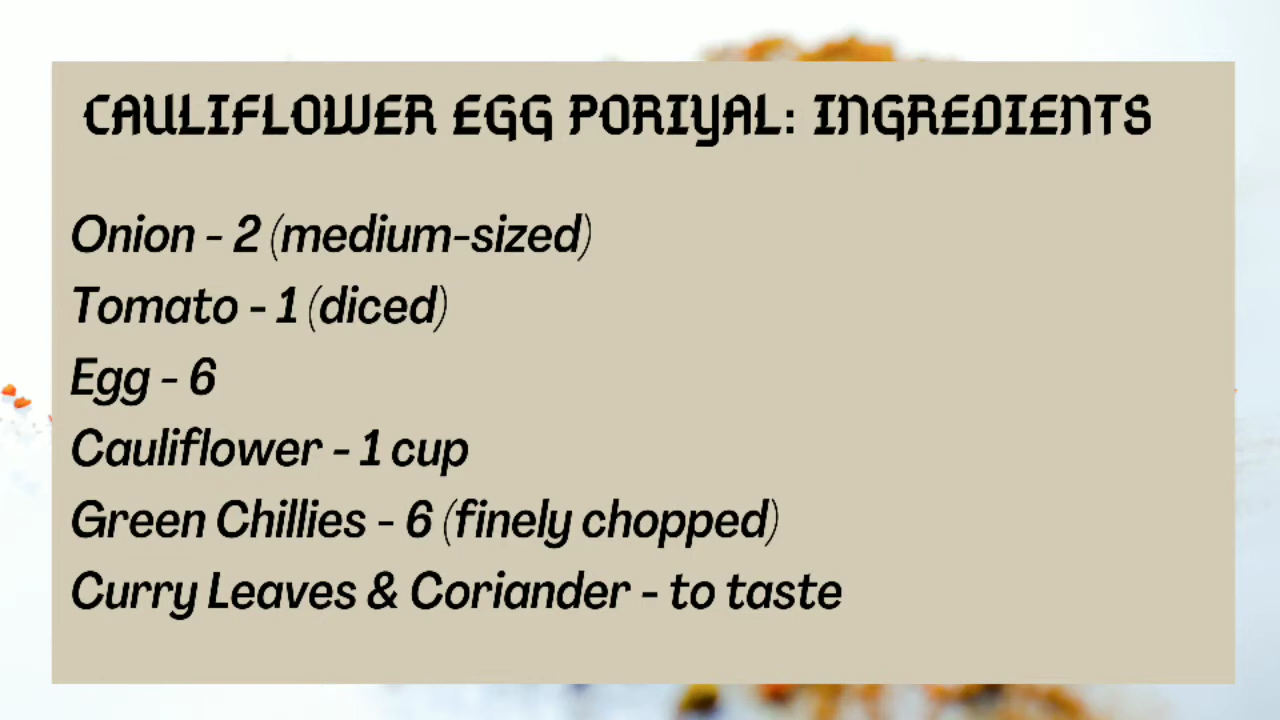 CAULIFLOWER EGG PORIYAL: INGREDIENTS
Onion - 2 (medium-sized)
Tomato - 1 (diced)
Egg - 6
Cauliflower - 1 cup
Green Chillies - 6 (finely chopped)
Curry Leaves & Coriander - to taste